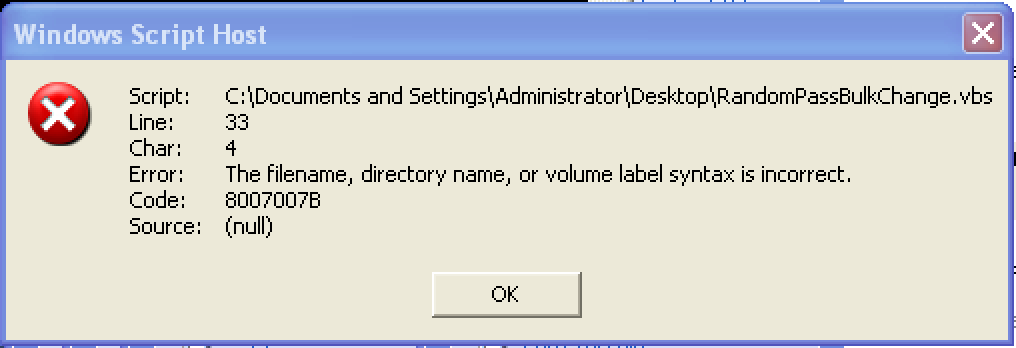 Windows Script Host
Script: C:\Documents and Settings\Administrator\Desktop\RandomPassBulkChange.vbs
Line: 33
Char: 4
Error: The filename, directory name, or volume label syntax is incorrect.
Code: 8007007B
Source: (null)
OK